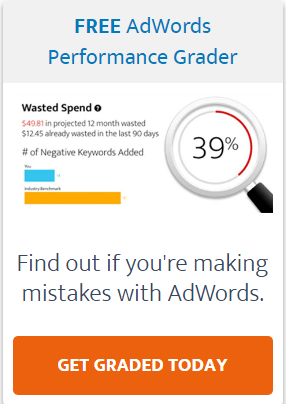 FREE AdWords
Performance Grader
Wasted Spend ?
$49.81 in projected 12 month wasted
$12.45 already wasted in the last 90 days
# of Negative Keywords Added
You
Industry Benchmark
39%
Find out if you're making
mistakes with AdWords.
GET GRADED TODAY